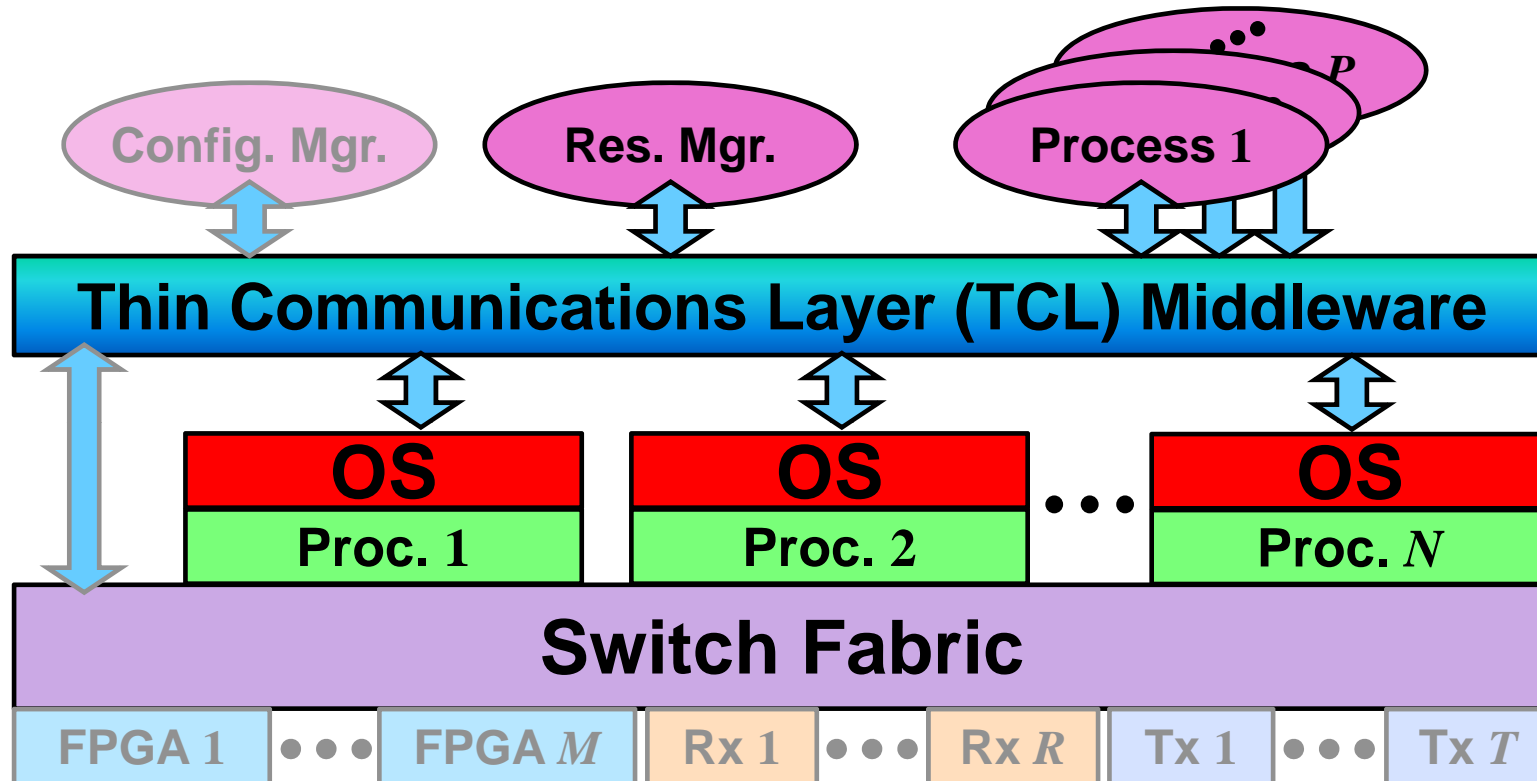 P
Config. Mgr.
Res. Mgr.
Process 1
Thin Communications Layer (TCL) Middleware
OS
OS
OS
Proc. 1
Proc. 2
Proc. N
Switch Fabric
FPGA 1
FPGA M
Rx 1
Rx R
Tx 1
Tx T